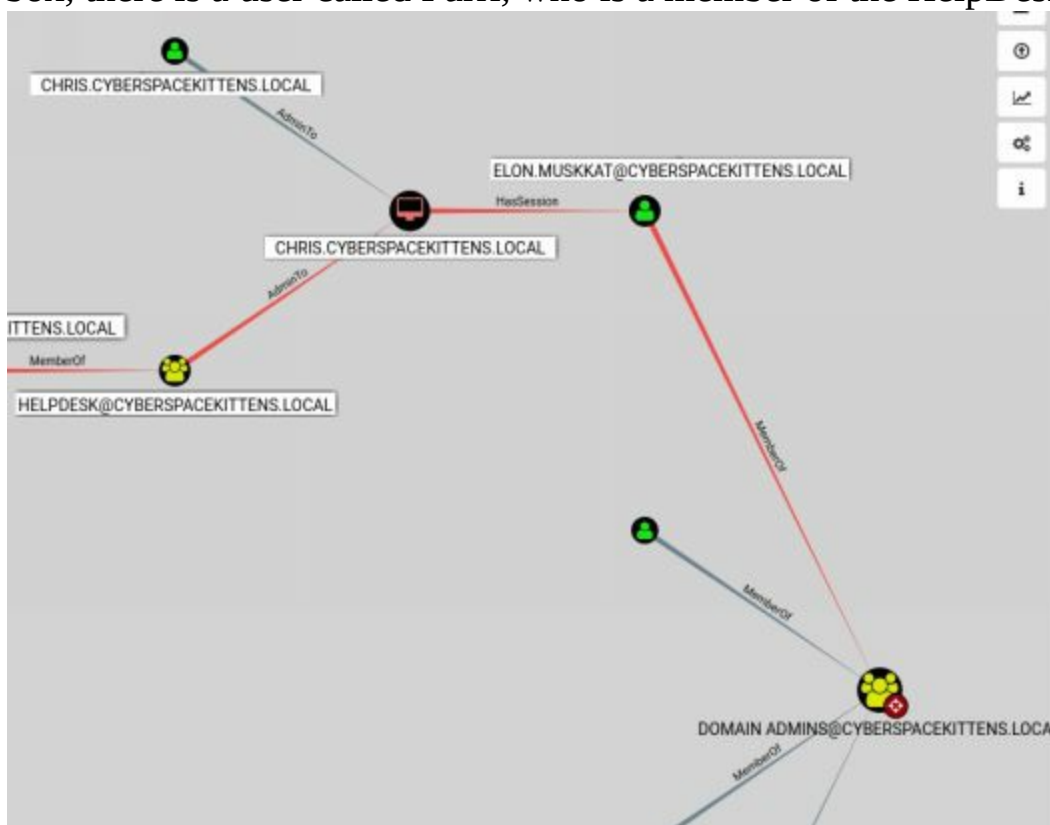 CHRIS.CYBERSPACEKITTENS.LOCAL
AdminTo
ELON.MUSKKAT@CYBERSPACEKITTENS.LOCAL
HasSession
CHRIS.CYBERSPACEKITTENS.LOCAL
AdminTo
ITTENS.LOCAL
MemberOf
HELPDESK@CYBERSPACEKITTENS.LOCAL
MemberOf
MemberOf
DOMAIN ADMINS@CYBERSPACEKITTENS.LOCA
MemberOf